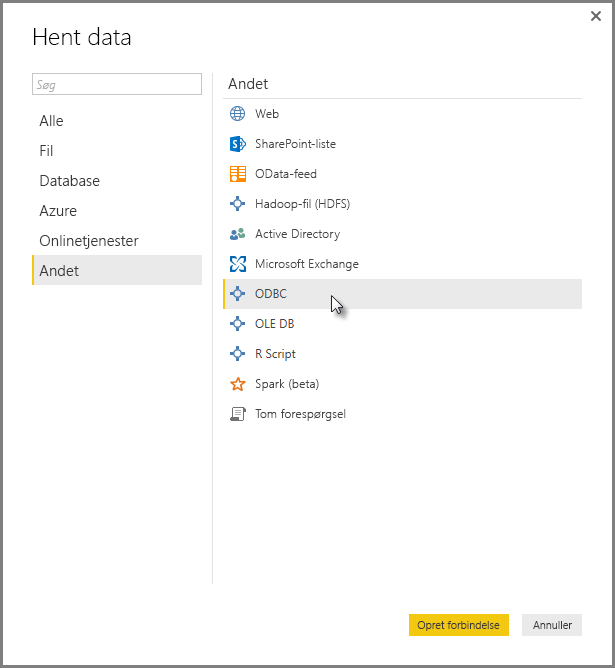 Hent data
Søg
Alle
Fil
Database
Azure
Onlinetjenester
Andet
Andet
Web
SharePoint-liste
OData-feed
Hadoop-fil (HDFS)
Active Directory
Microsoft Exchange
ODBC
OLE DB
R Script
Spark (beta)
Tom forespørgsel
Opret forbindelse
Annuller